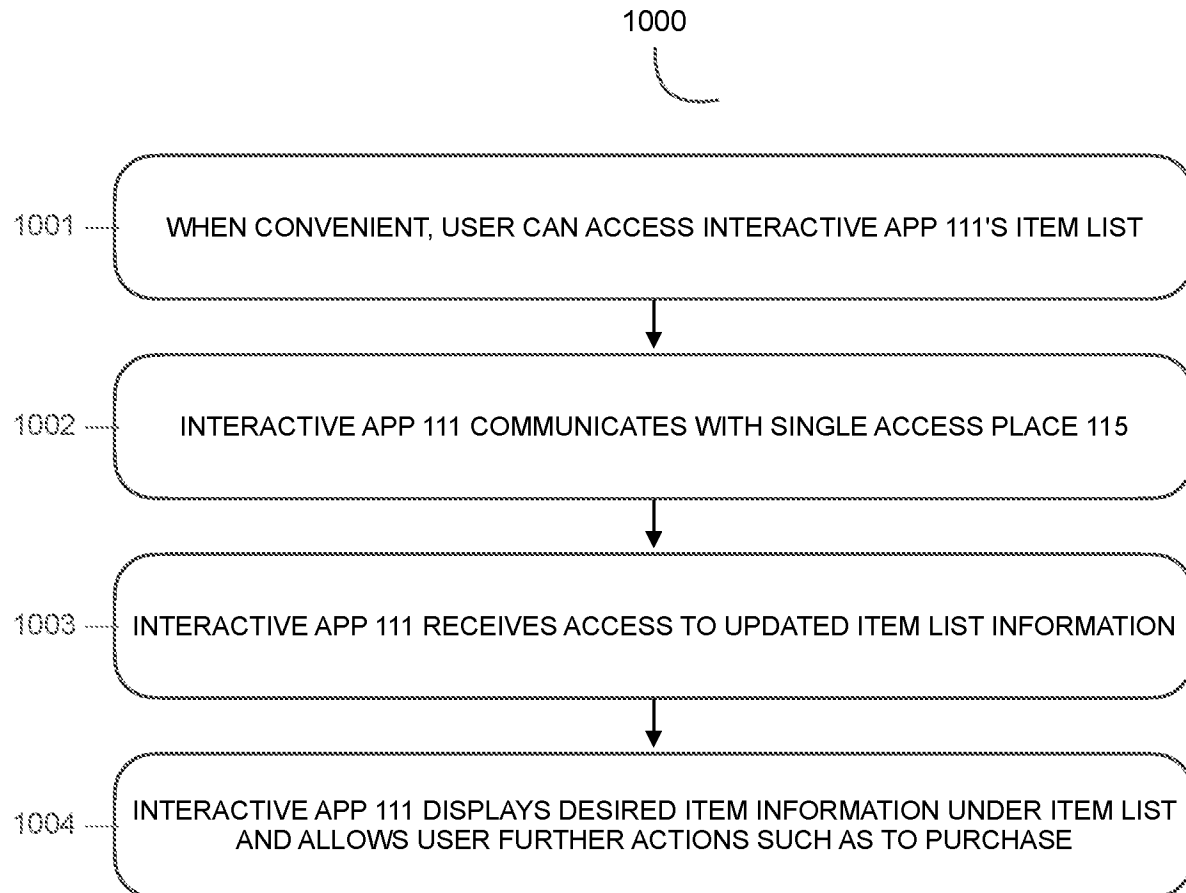 1000
1001
WHEN CONVENIENT, USER CAN ACCESS INTERACTIVE APP 111'S ITEM LIST
1002
INTERACTIVE APP 111 COMMUNICATES WITH SINGLE ACCESS PLACE 115
1003
INTERACTIVE APP 111 RECEIVES ACCESS TO UPDATED ITEM LIST INFORMATION
1004
INTERACTIVE APP 111 DISPLAYS DESIRED ITEM INFORMATION UNDER ITEM LIST
AND ALLOWS USER FURTHER ACTIONS SUCH AS TO PURCHASE